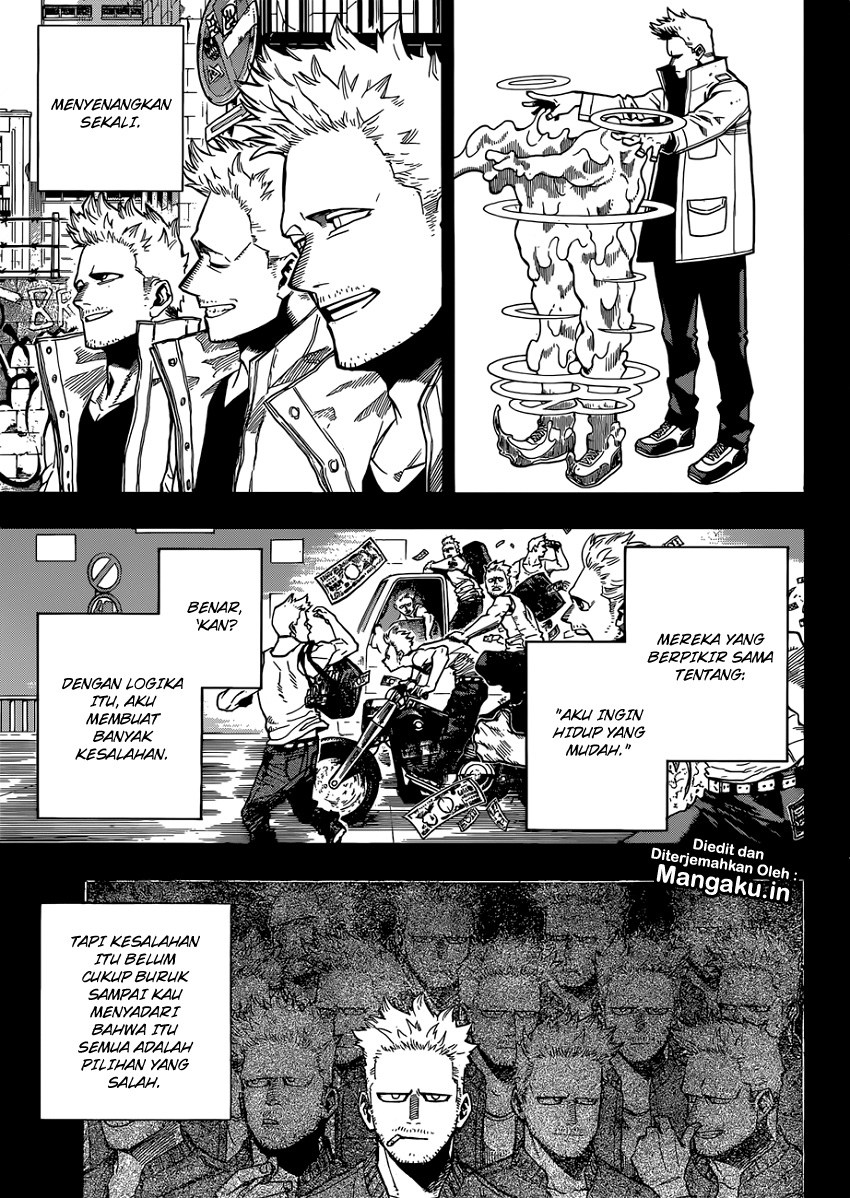 MENYENANGKAN
SEKALI.
MEREKA YANG
BERPIKIR SAMA
TENTANG:
"AKU INGIN
HIDUP YANG
MUDAH."
BENAR,
'KAN?
DENGAN LOGIKA
ITU, AKU
MEMBUAT
BANYAK
KESALAHAN.
Diedit dan
Diterjemahkan Oleh :
Mangaku.in
TAPI KESALAHAN
ITU BELUM
CUKUP BURUK
SAMPAI KAU
MENYADARI
BAHWA ITU
SEMUA ADALAH
PILIHAN YANG
SALAH.